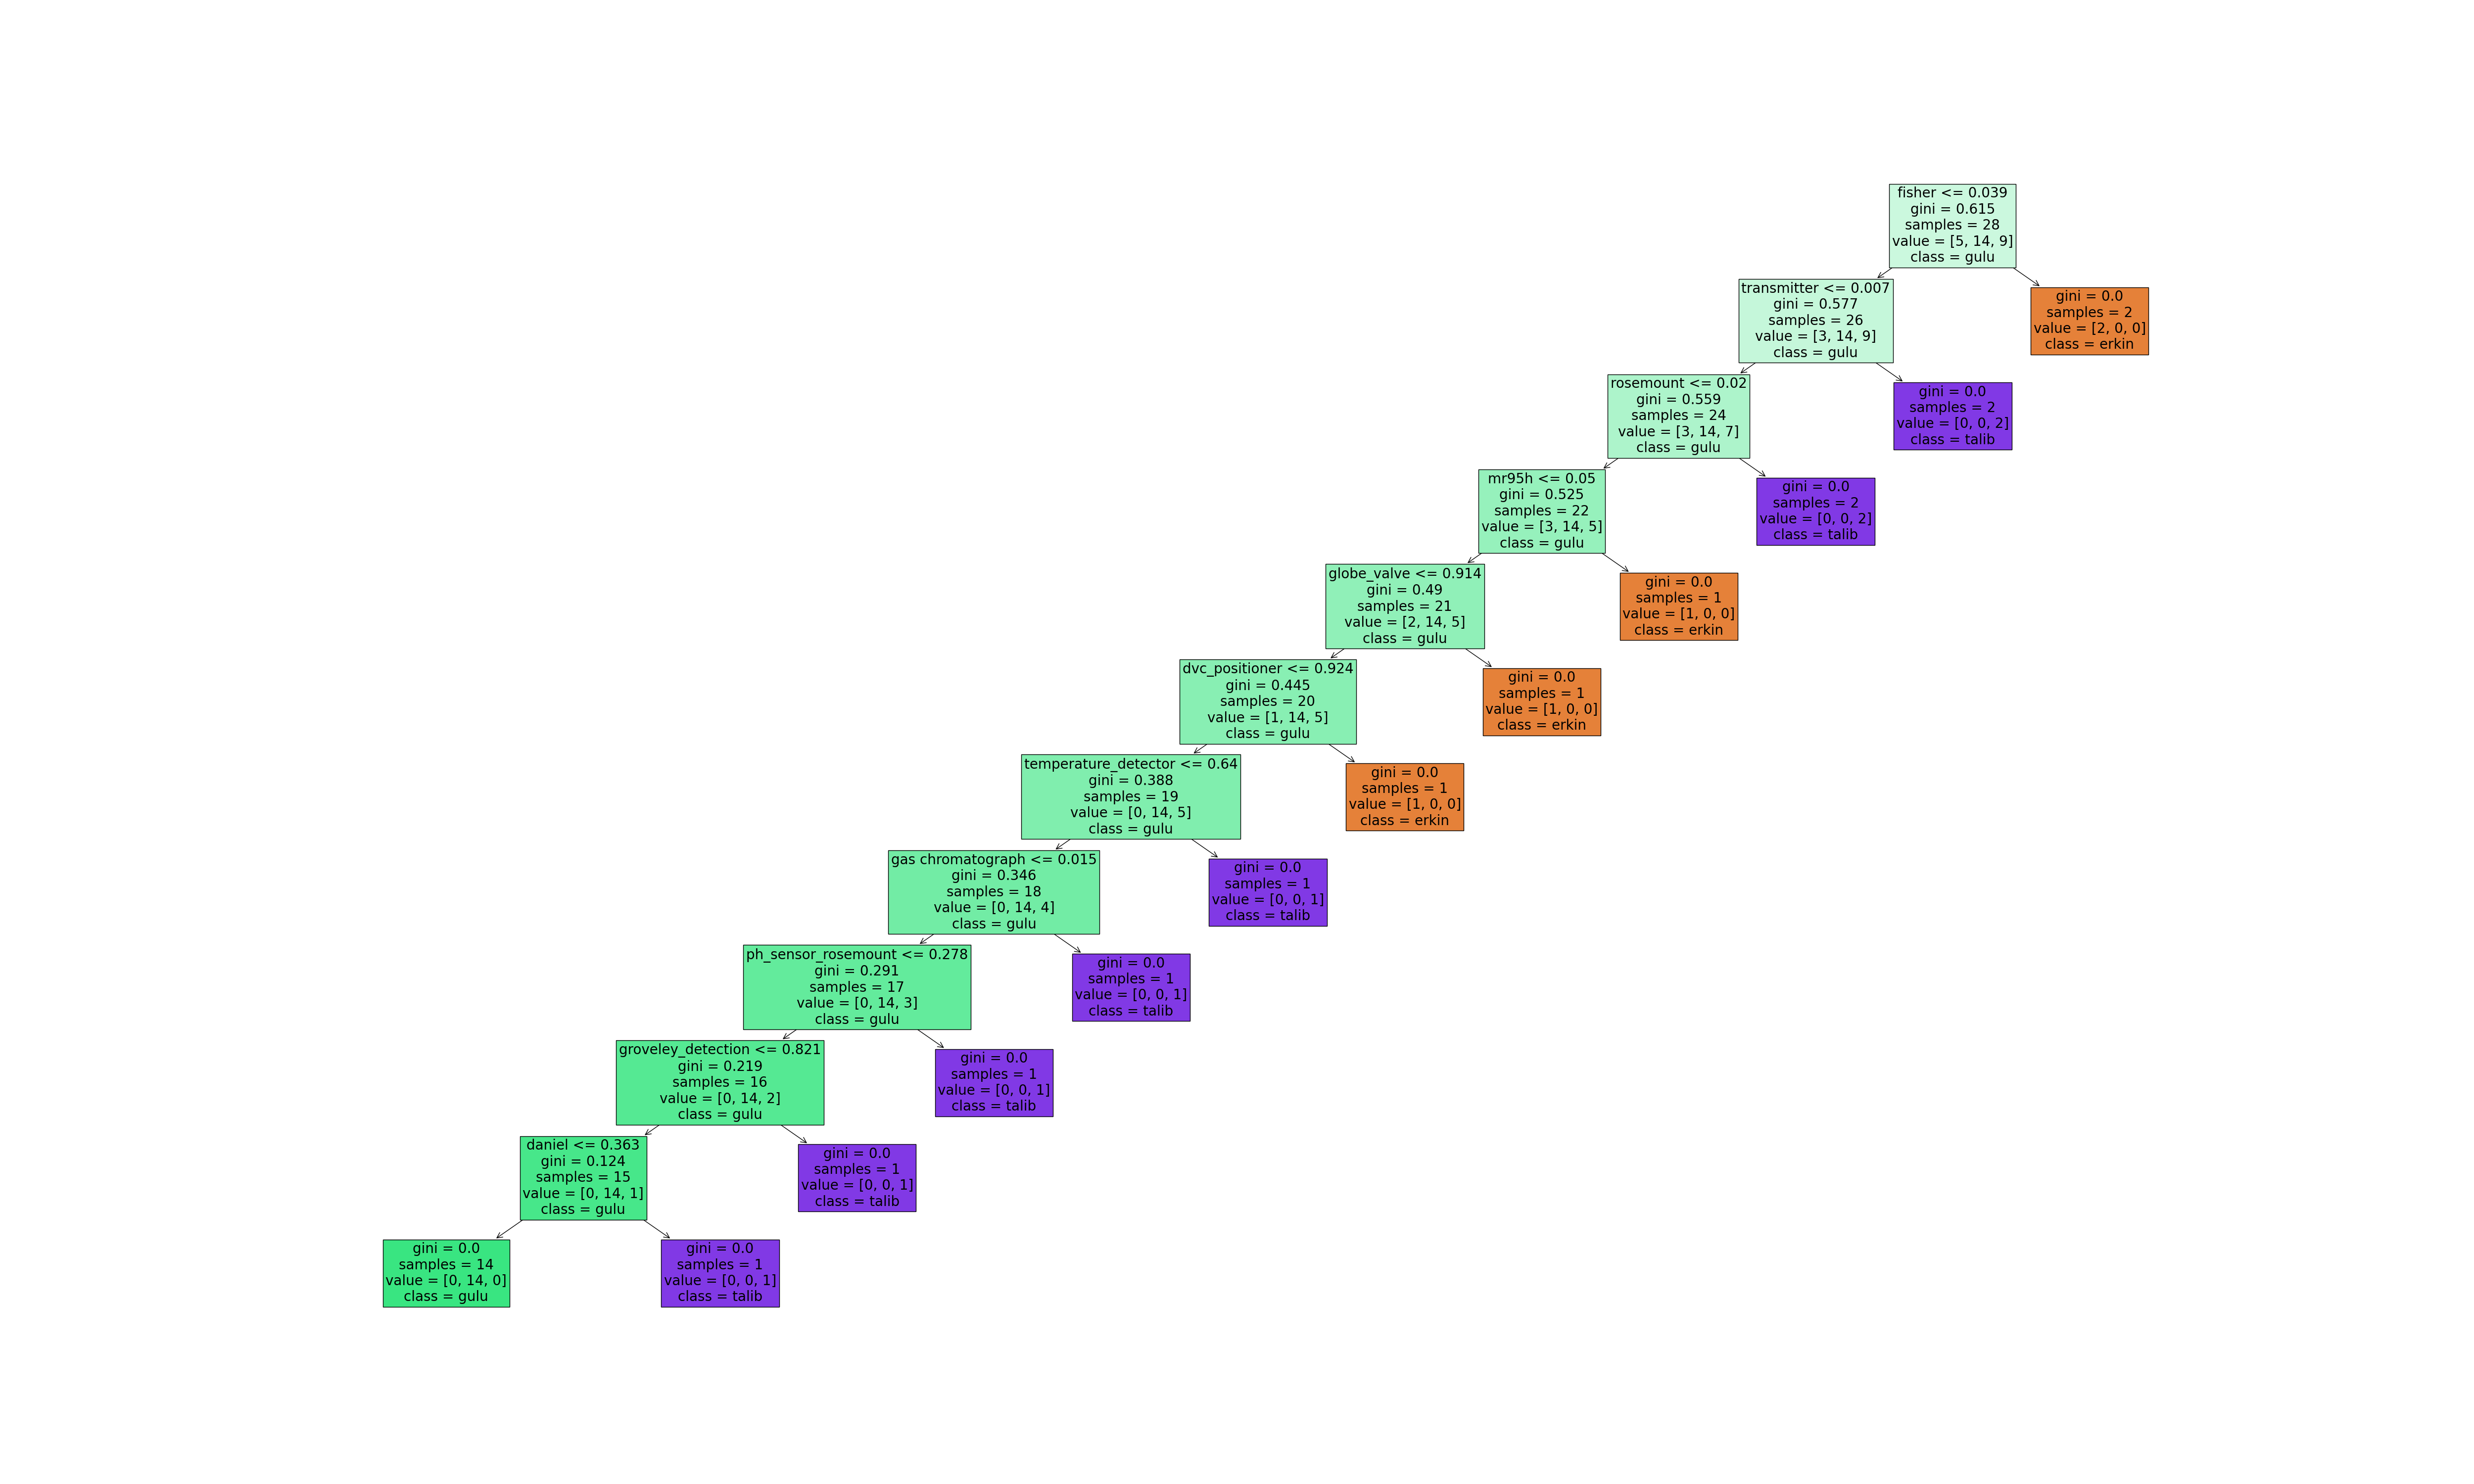 fisher <= 0.039
gini = 0.615
samples = 28
value = [5, 14, 9]
class = gulu
transmitter <= 0.007
gini = 0.577
samples = 26
value = [3, 14, 9]
class = gulu
gini = 0.0
samples = 2
value = [2, 0, 0]
class = erkin
rosemount <= 0.02
gini = 0.559
samples = 24
value = [3, 14, 7]
class = gulu
gini = 0.0
samples = 2
value = [0, 0, 2]
class = talib
mr95h <= 0.05
gini = 0.525
samples = 22
value = [3, 14, 5]
class = gulu
gini = 0.0
samples = 2
value = [0, 0, 2]
class = talib
globe_valve <= 0.914
gini = 0.49
samples = 21
value = [2, 14, 5]
class = gulu
gini = 0.0
samples = 1
value = [1, 0, 0]
class = erkin
dvc_positioner <= 0.924
gini = 0.445
samples = 20
value = [1, 14, 5]
class = gulu
gini = 0.0
samples = 1
value = [1, 0, 0]
class = erkin
temperature_detector <= 0.64
gini = 0.388
samples = 19
value = [0, 14, 5]
class = gulu
gini = 0.0
samples = 1
value = [1, 0, 0]
class = erkin
gas chromatograph <= 0.015
gini = 0.346
samples = 18
value = [0, 14, 4]
class = gulu
gini = 0.0
samples = 1
value = [0, 0, 1]
class = talib
ph_sensor_rosemount <= 0.278
gini = 0.291
samples = 17
value = [0, 14, 3]
class = gulu
gini = 0.0
samples = 1
value = [0, 0, 1]
class = talib
groveley_detection <= 0.821
gini = 0.219
samples = 16
value = [0, 14, 2]
class = gulu
gini = 0.0
samples = 1
value = [0, 0, 1]
class = talib
daniel <= 0.363
gini = 0.124
samples = 15
value = [0, 14, 1]
class = gulu
gini = 0.0
samples = 1
value = [0, 0, 1]
class = talib
gini = 0.0
samples = 14
value = [0, 14, 0]
class = gulu
gini = 0.0
samples = 1
value = [0, 0, 1]
class = talib